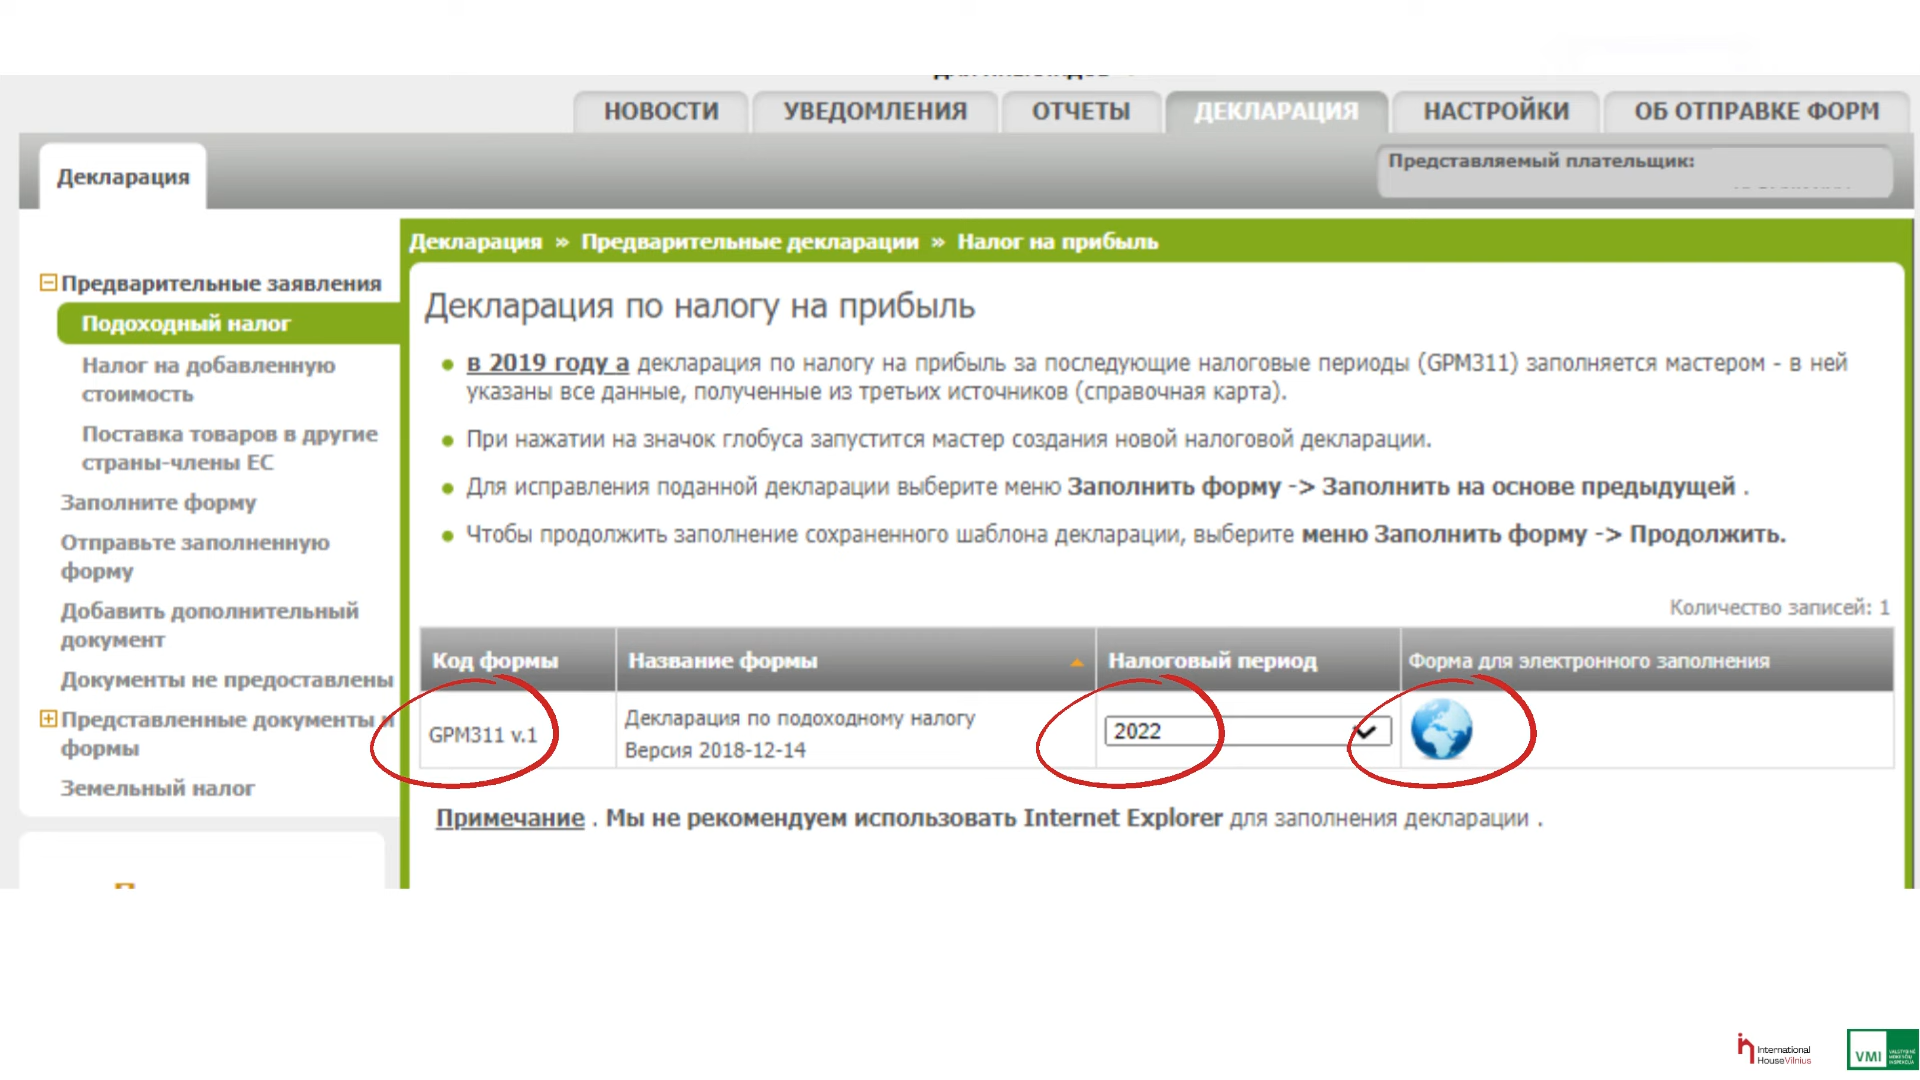 НОВОСТИ
УВЕДОМЛЕНИЯ
ОТЧЕТЫ
ДЕКЛАРАЦИЯ
НАСТРОЙКИ
ОБ ОТПРАВКЕ ФОРМ
Декларация
Представляемый плательщик:
Декларация » Предварительные декларации » Налог на прибыль
Предварительные заявления
Подоходный налог
Налог на добавленную
стоимость
Поставка товаров в другие
страны-члены ЕС
Заполните форму
Отправьте заполненную
форму
Добавить дополнительный
документ
Документы не предоставлены
Представленные документы и
формы
Земельный налог
Декларация по налогу на прибыль
в 2019 году а декларация по налогу на прибыль за последующие налоговые периоды (GPM311) заполняется мастером - в ней
указаны все данные, полученные из третьих источников (справочная карта).
При нажатии на значок глобуса запустится мастер создания новой налоговой декларации.
Для исправления поданной декларации выберите меню Заполнить форму -> Заполнить на основе предыдущей .
Чтобы продолжить заполнение сохраненного шаблона декларации, выберите меню Заполнить форму -> Продолжить.
Количество записей: 1
Код формы
Название формы
Налоговый период
Форма для электронного заполнения
GPM311 v.1
Декларация по подоходному налогу
Версия 2018-12-14
2022
Примечание . Мы не рекомендуем использовать Internet Explorer для заполнения декларации .
International
House Vilnius
VMI